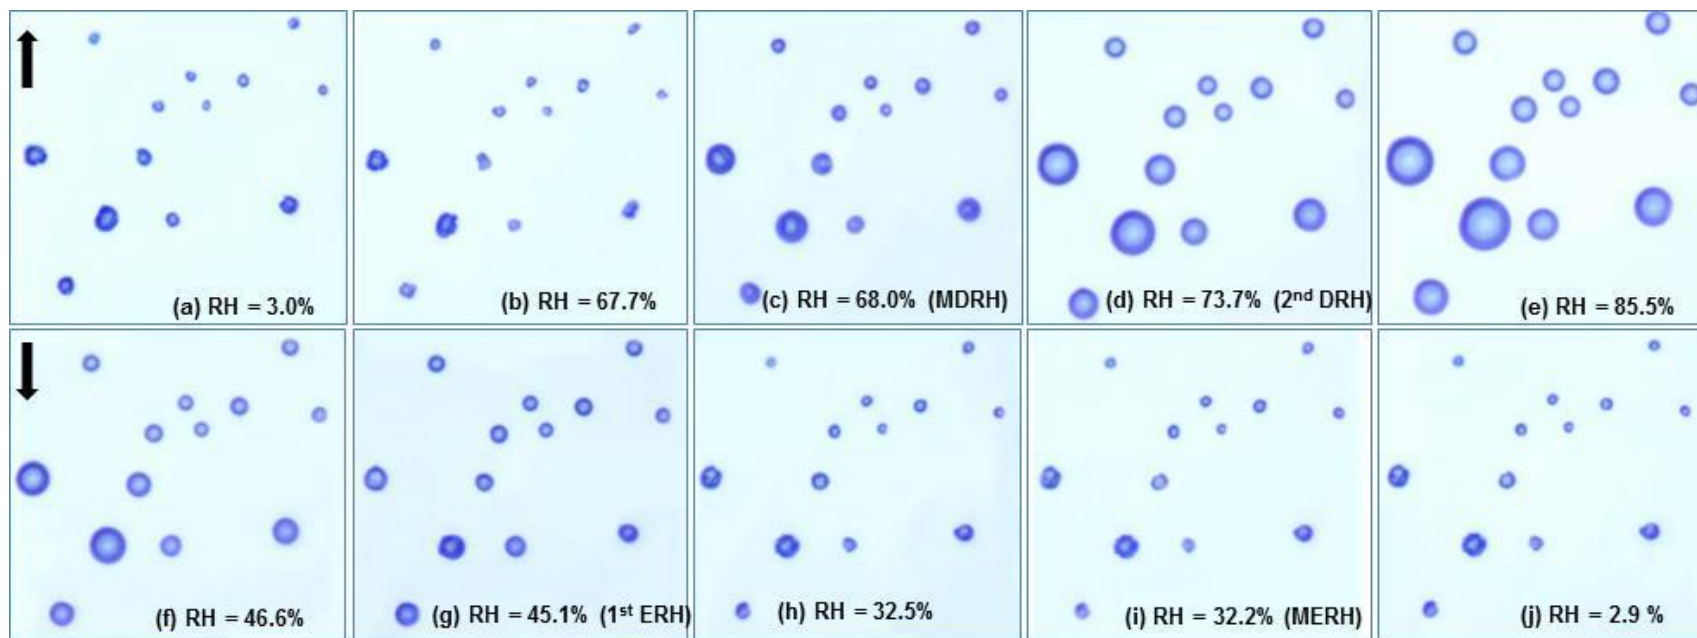 (a) RH = 3.0%
(b) RH = 67.7%
(c) RH = 68.0% (MDRH)
(d) RH = 73.7% (2nd DRH)
(e) RH = 85.5%
(f) RH = 46.6%
(g) RH = 45.1% (1st ERH)
(h) RH = 32.5%
(i) RH = 32.2% (MERH)
(j) RH = 2.9 %